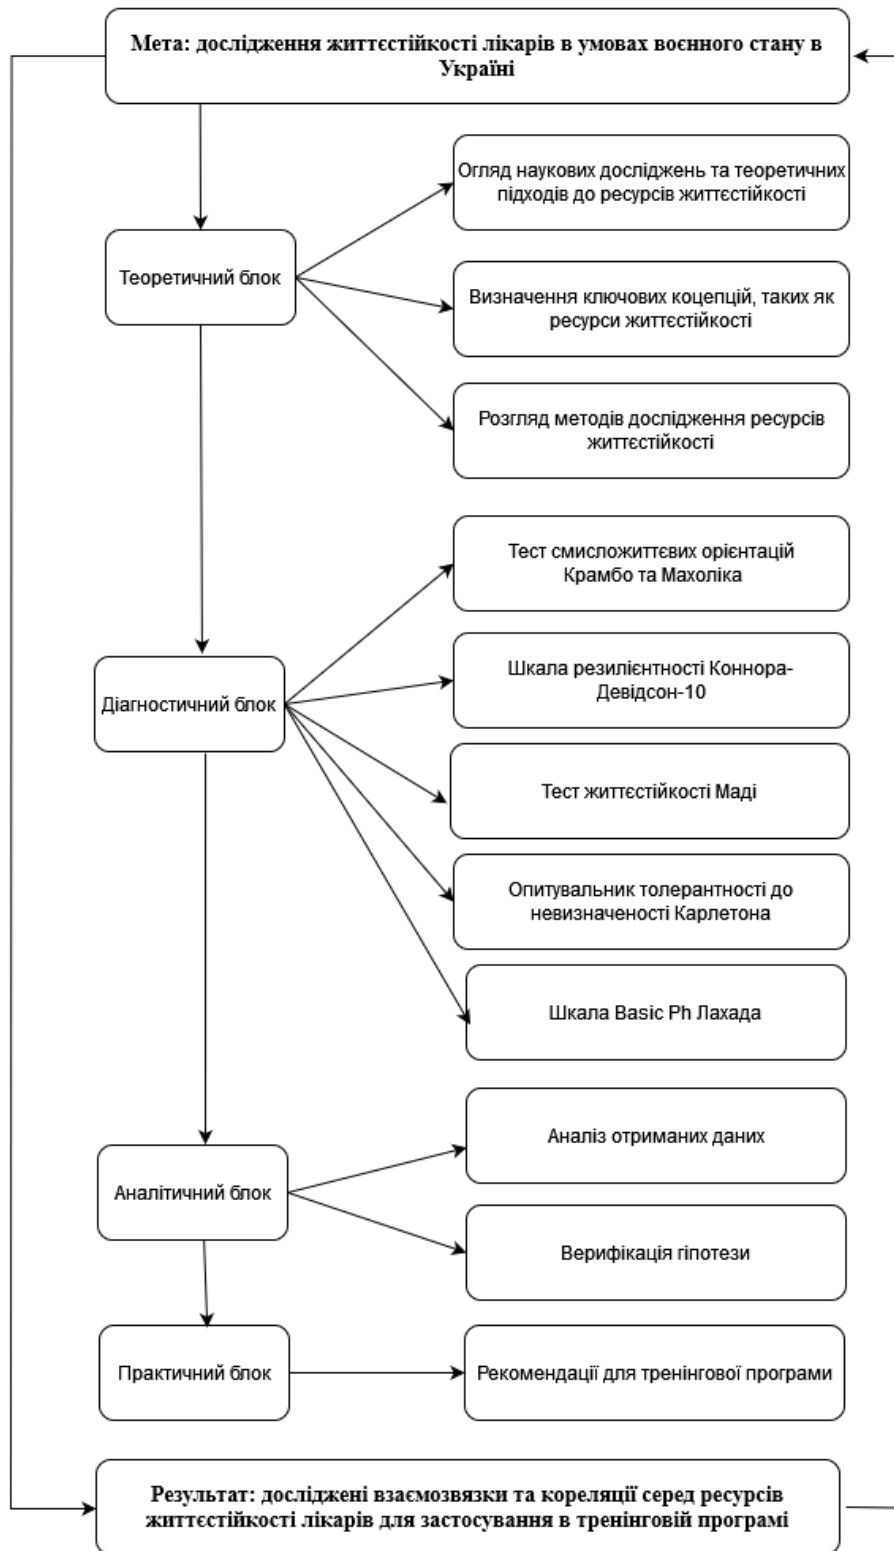 Мета: дослідження життєстійкості лікарів в умовах воєнного стану в
Україні
Огляд наукових досліджень та теоретичних
підходів до ресурсів життєстійкості
Теоретичний блок
Визначення ключових коцепцій, таких як
ресурси життєстійкості
Розгляд методів дослідження ресурсів
життєстійкості
Тест смисложиттєвих орієнтацій
Крамбо та Махоліка
Шкала резилієнтності Коннора-
Девідсон-10
Діагностичний блок
Тест життєстійкості Маді
Опитувальник толерантності до
невизначеності Карлетона
Шкала Basic Ph Лахада
Аналіз отриманих даних
Аналітичний блок
Верифікація гіпотези
Практичний блок
Рекомендації для тренінгової програми
Результат: досліджені взаємозвязки та кореляції серед ресурсів
життєстійкості лікарів для застосування в тренінговій програмі